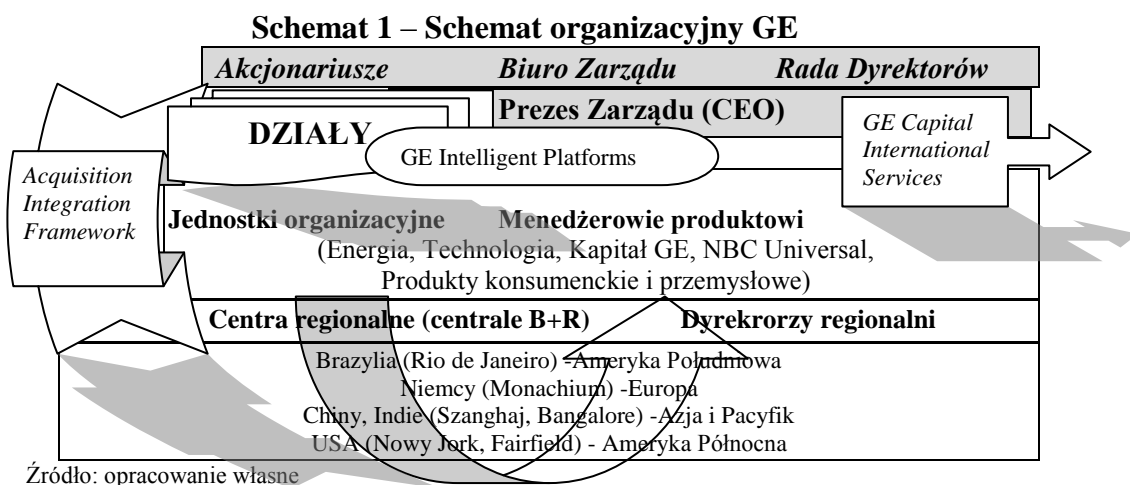 Schemat 1 – Schemat organizacyjny GE
Akcjonariusze Biuro Zarządu Rada Dyrektorów
Prezes Zarządu (CEO)
DZIAŁY
GE Intelligent Platforms
GE Capital
International
Services
Acquisition
Integration
Framework
Jednostki organizacyjne Menedżerowie produktowi
(Energia, Technologia, Kapitał GE, NBC Universal,
Produkty konsumenckie i przemysłowe)
Centra regionalne (centrale B+R) Dyrekrorzy regionalni
Brazylia (Rio de Janeiro) -Ameryka Południowa
Niemcy (Monachium) -Europa
Chiny, Indie (Szanghaj, Bangalore) -Azja i Pacyfik
USA (Nowy Jork, Fairfield) - Ameryka Północna
Źródło: opracowanie własne